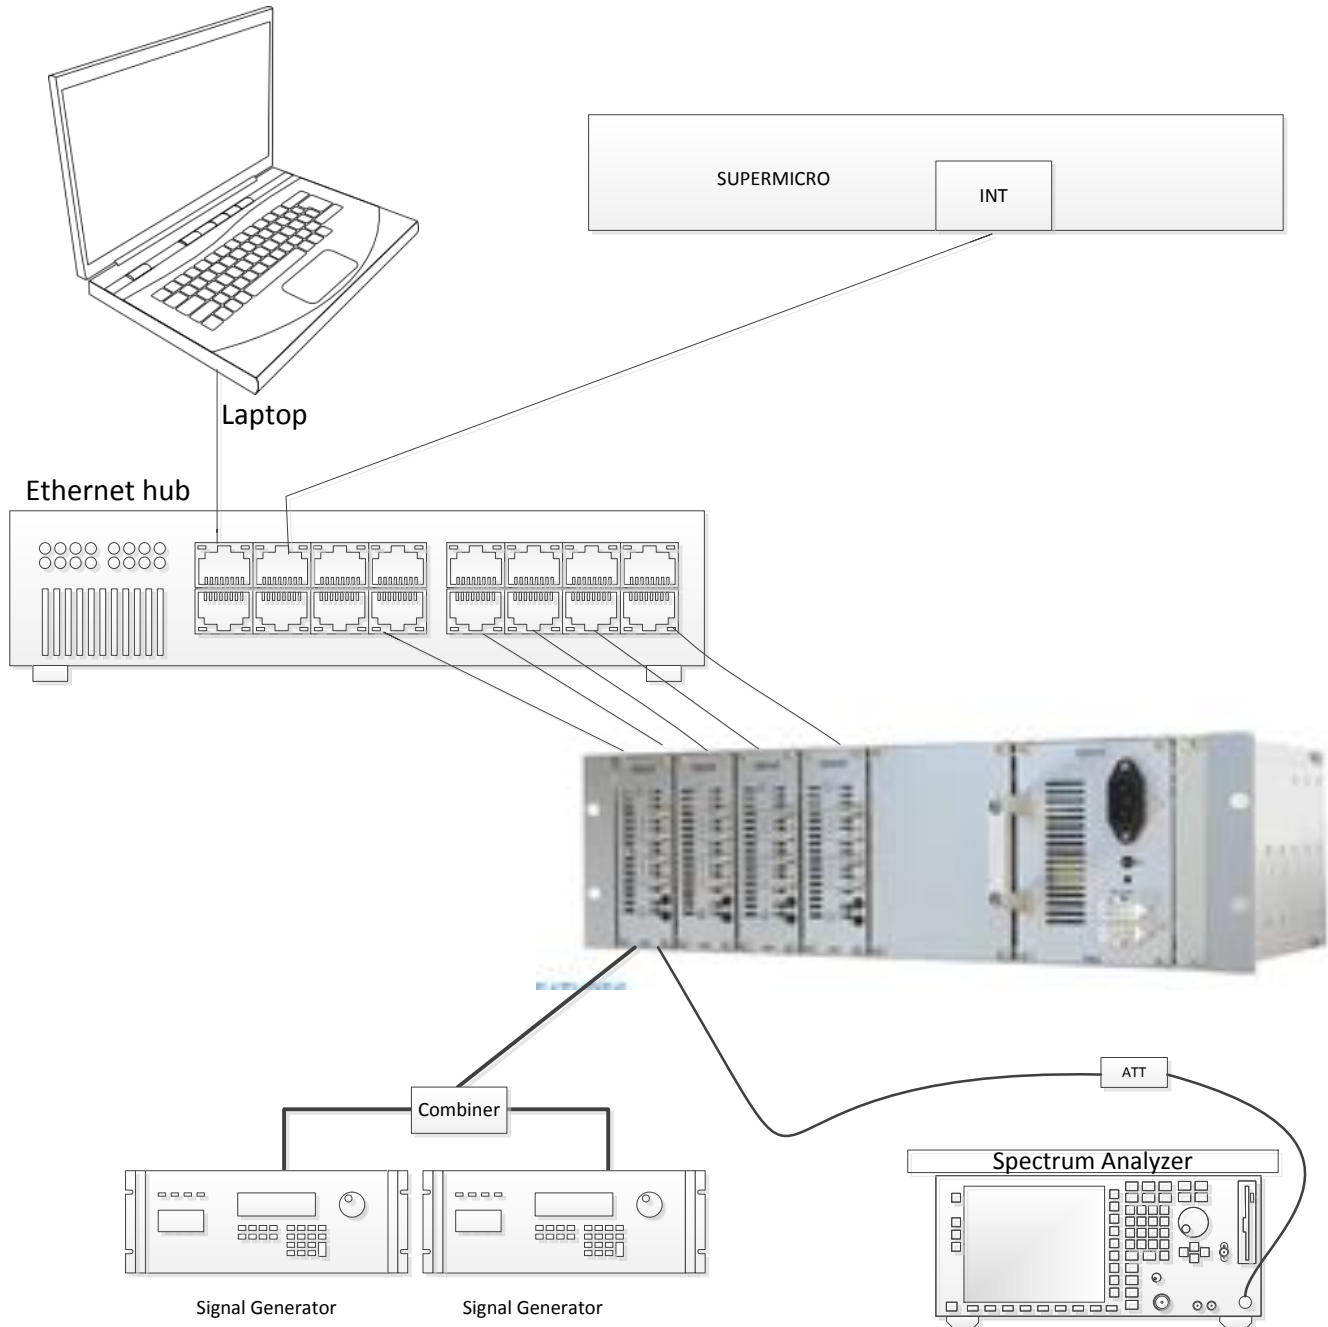 SUPERMICRO
INT
Laptop
Ethernet hub
Combiner
ATT
Spectrum Analyzer
Signal Generator
Signal Generator